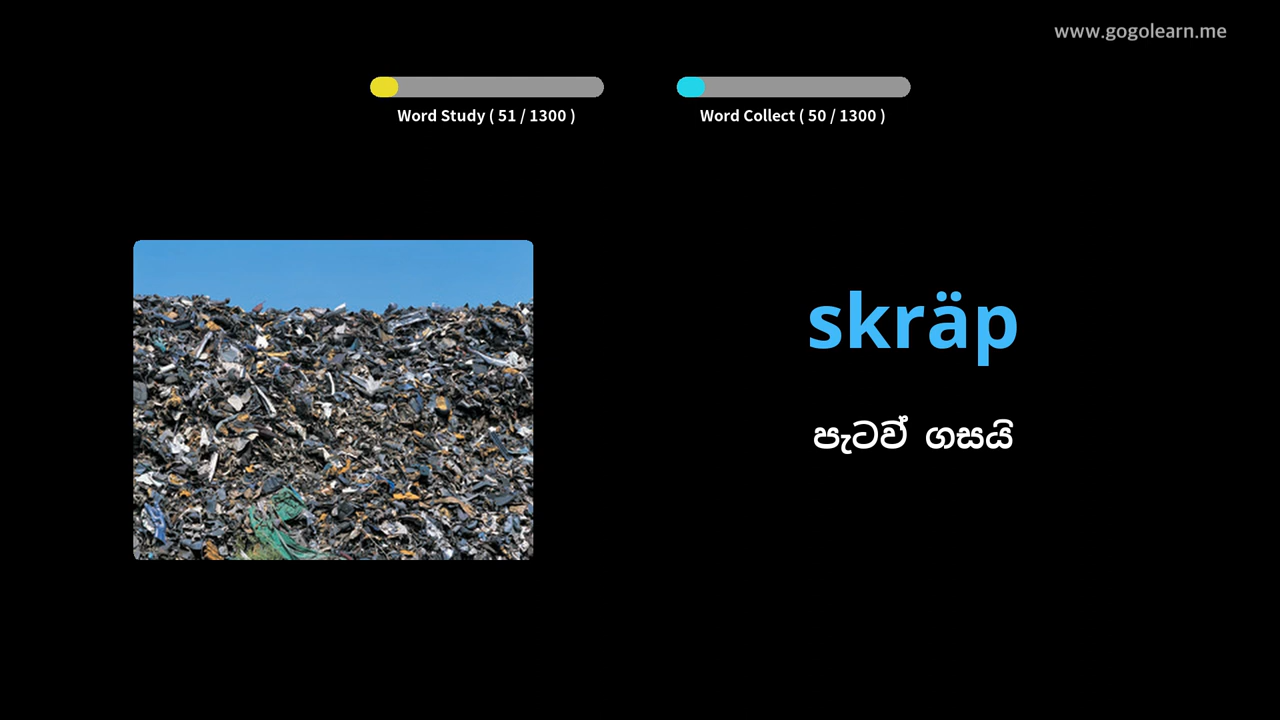 www.gogolearn.me
Word Study ( 51 / 1300 )
Word Collect ( 50 / 1300 )
skräp
පැටව් ගසයි